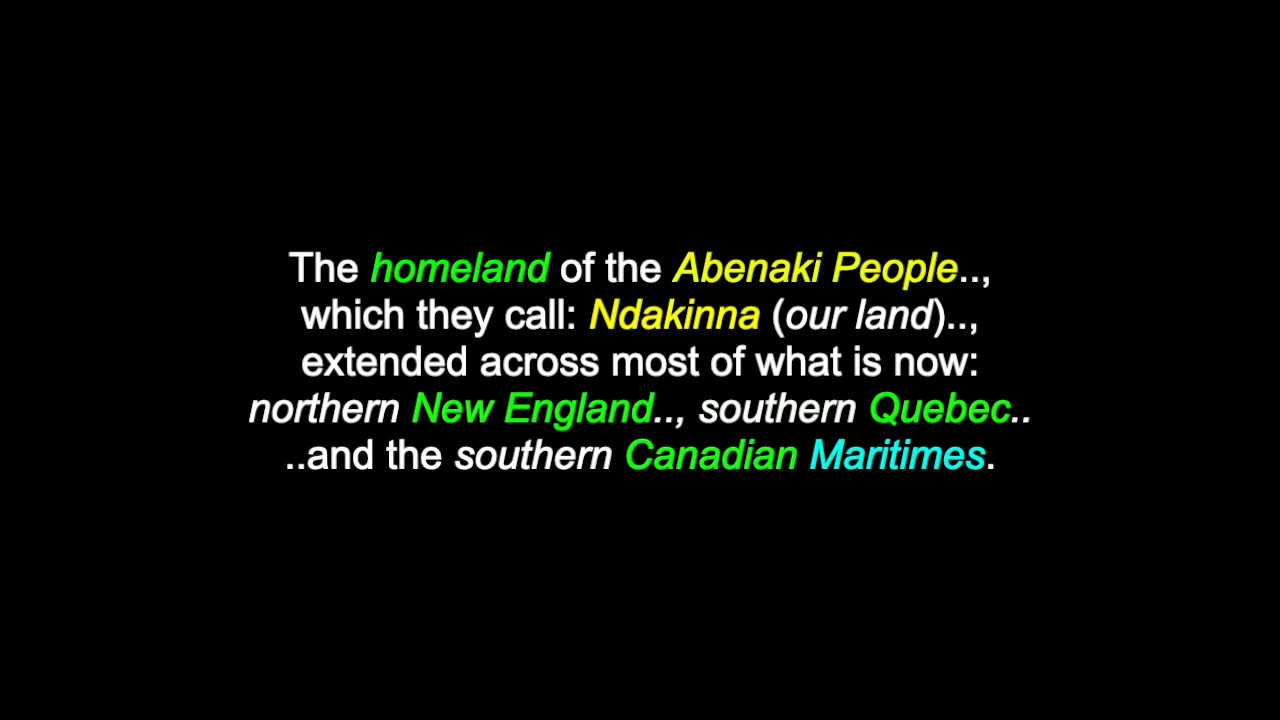 The homeland of the Abenaki People..,
which they call: Ndakinna (our land)..,
extended across most of what is now:
northern New England.., southern Quebec..
..and the southern Canadian Maritimes.